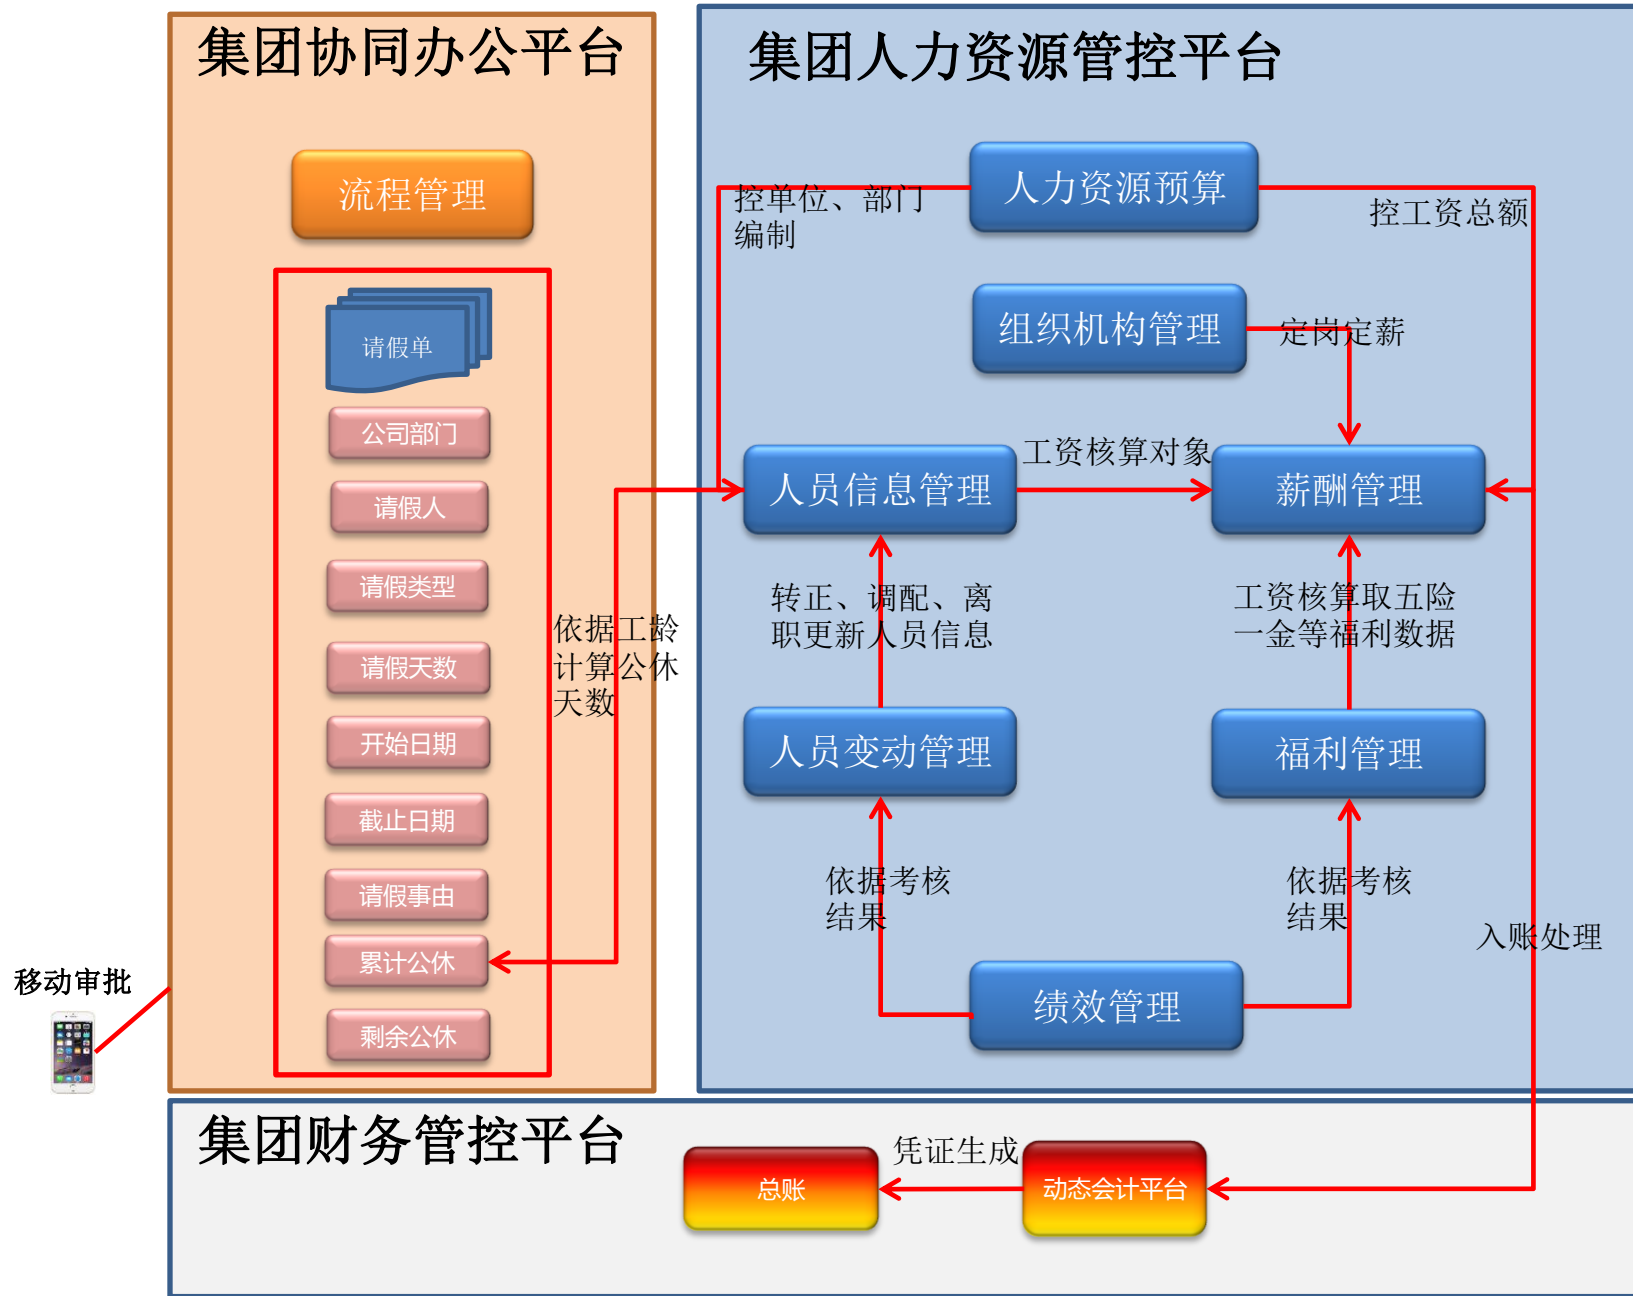 集团协同办公平台
流程管理
请假单
公司部门
请假人
请假类型
请假天数
开始日期
截止日期
请假事由
累计公休
剩余公休
移动审批
依据工龄
计算公休
天数
集团人力资源管控平台
人力资源预算
控单位、部门
编制
控工资总额
组织机构管理
定岗定薪
人员信息管理
工资核算对象
薪酬管理
转正、调配、离
职更新人员信息
工资核算取五险
一金等福利数据
人员变动管理
福利管理
依据考核
结果
依据考核
结果
绩效管理
入账处理
集团财务管控平台
总账
凭证生成
动态会计平台